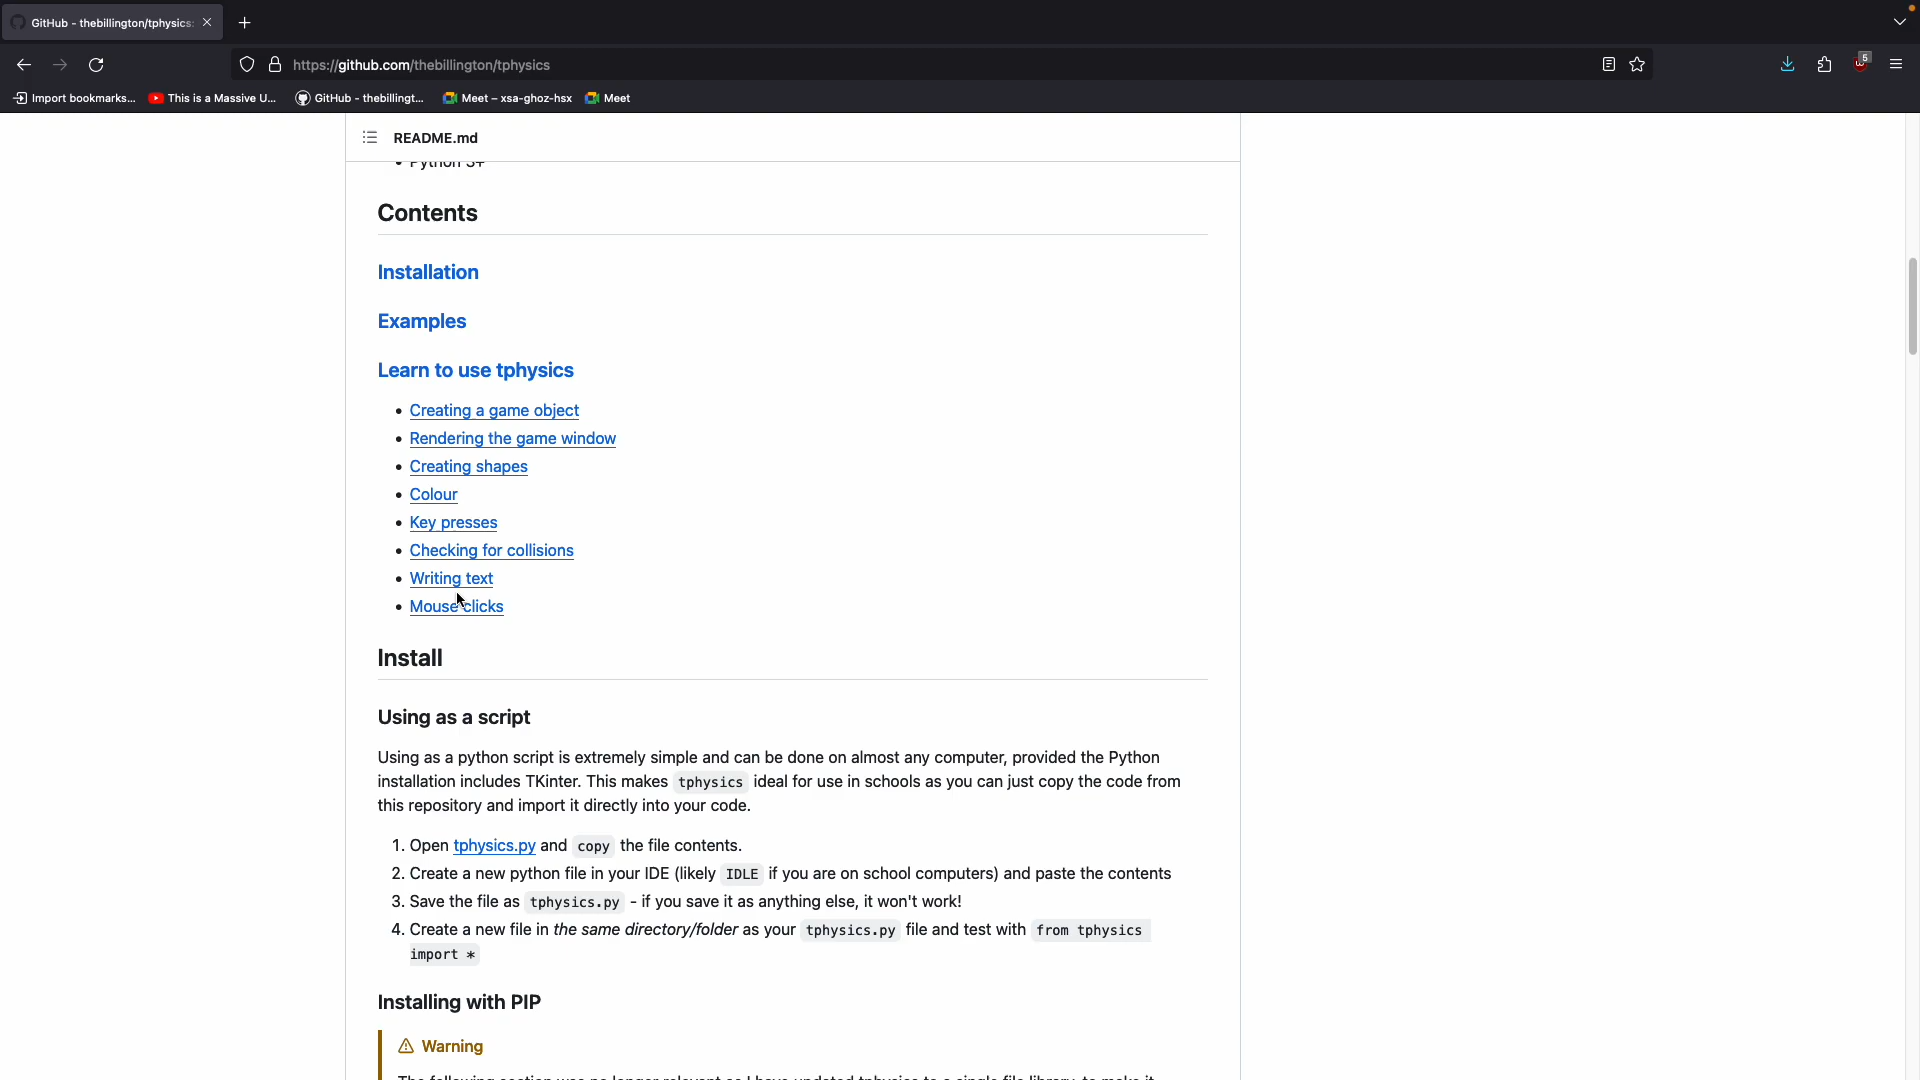 GitHub - thebillington/tphysics:
https://github.com/thebillington/tphysics
5
Import bookmarks... This is a Massive U... GitHub - thebillingt... Meet – xsa-ghoz-hsx Meet
README.md
Python 3+
Contents
Installation
Examples
Learn to use tphysics
Creating a game object
Rendering the game window
Creating shapes
Colour
Key presses
Checking for collisions
Writing text
Mouse clicks
Install
Using as a script
Using as a python script is extremely simple and can be done on almost any computer, provided the Python
installation includes TKinter. This makes tphysics ideal for use in schools as you can just copy the code from
this repository and import it directly into your code.
1. Open tphysics.py and copy the file contents.
2. Create a new python file in your IDE (likely IDLE if you are on school computers) and paste the contents
3. Save the file as tphysics.py - if you save it as anything else, it won't work!
4. Create a new file in the same directory/folder as your tphysics.py file and test with from tphysics
import *
Installing with PIP
Warning
The following section was no longer relevant as I have updated tphysics to a single file library, to make it